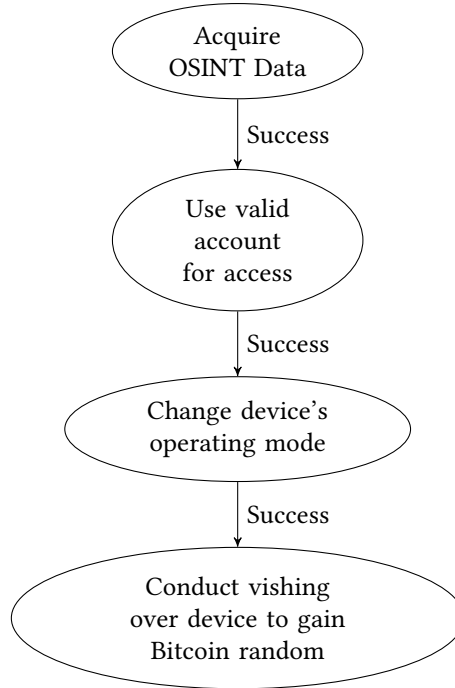 Acquire
OSINT Data
Success
Use valid
account
for access
Success
Change device’s
operating mode
Success
Conduct vishing
over device to gain
Bitcoin random